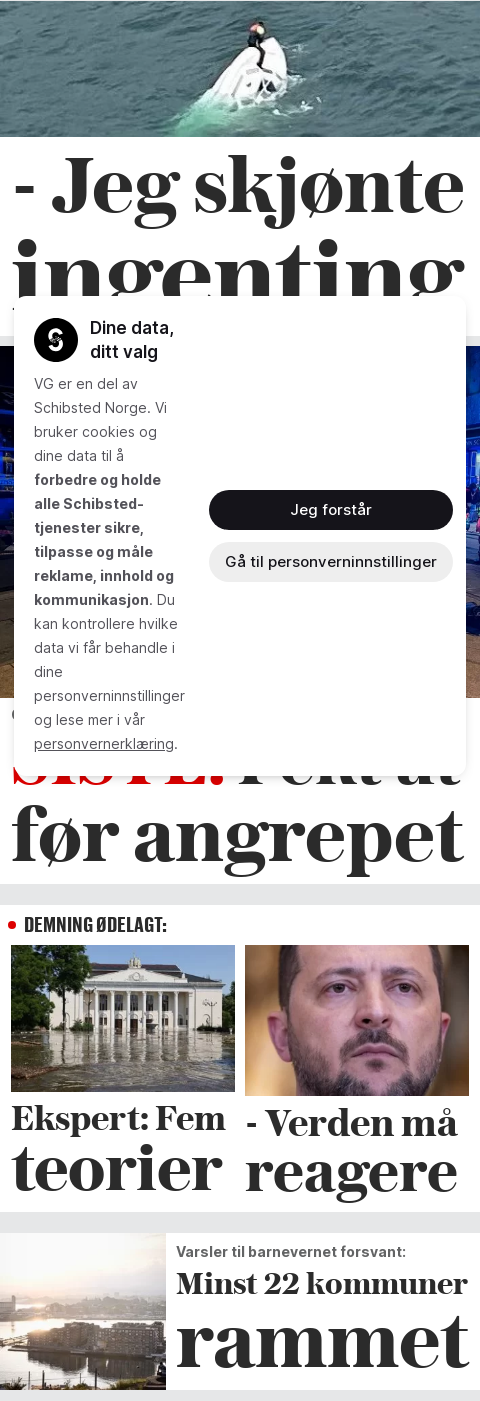 - Jeg skjønte
ingenting
Dine data,
ditt valg
VG er en del av
Schibsted Norge. Vi
bruker cookies og
dine data til å
forbedre og holde
alle Schibsted-
tjenester sikre,
tilpasse og måle
reklame, innhold og
kommunikasjon. Du
kan kontrollere hvilke
data vi får behandle i
dine
personverninnstillinger
og lese mer i vår
personvernerklæring.
Jeg forstår
Gå til personverninnstillinger
før angrepet
DEMNING ØDELAGT:
Ekspert: Fem
teorier
- Verden må
reagere
Varsler til barnevernet forsvant:
Minst 22 kommuner
rammet